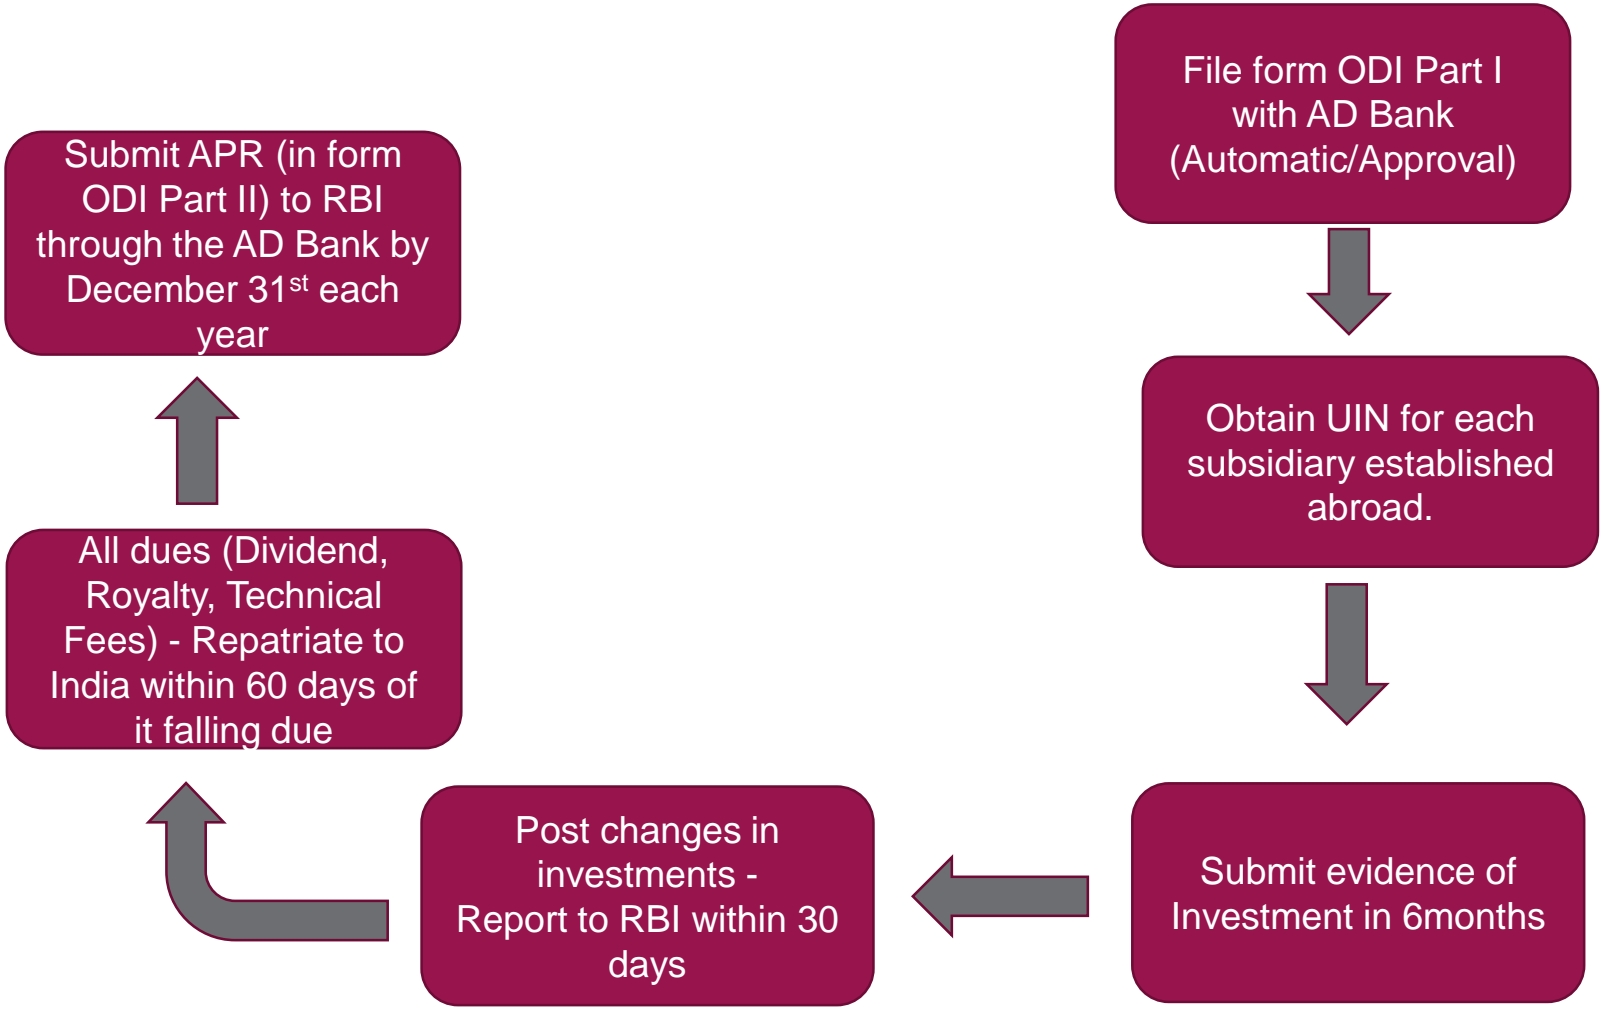 File form ODI Part I
with AD Bank
(Automatic/Approval)
Obtain UIN for each
subsidiary established
abroad.
Submit evidence of
Investment in 6months
Post changes in
investments -
Report to RBI within 30
days
All dues (Dividend,
Royalty, Technical
Fees) - Repatriate to
India within 60 days of
it falling due
Submit APR (in form
ODI Part II) to RBI
through the AD Bank by
December 31st each
year